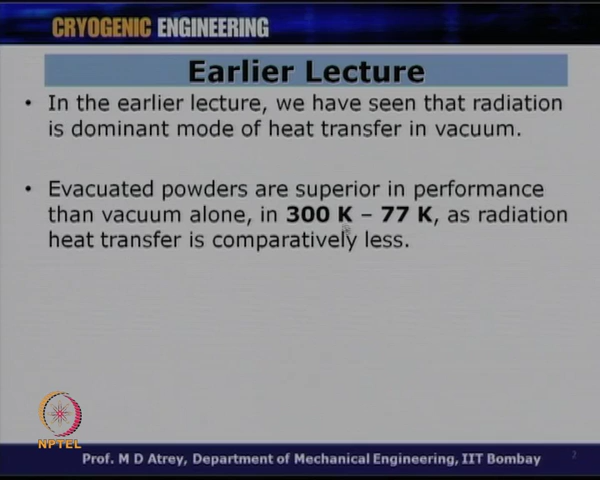 CRYOGENIC ENGINEERING
Earlier Lecture
• In the earlier lecture, we have seen that radiation
is dominant mode of heat transfer in vacuum.
• Evacuated powders are superior in performance
than vacuum alone, in 300 K – 77 K, as radiation
heat transfer is comparatively less.
NPTEL
Prof. M D Atrey, Department of Mechanical Engineering, IIT Bombay